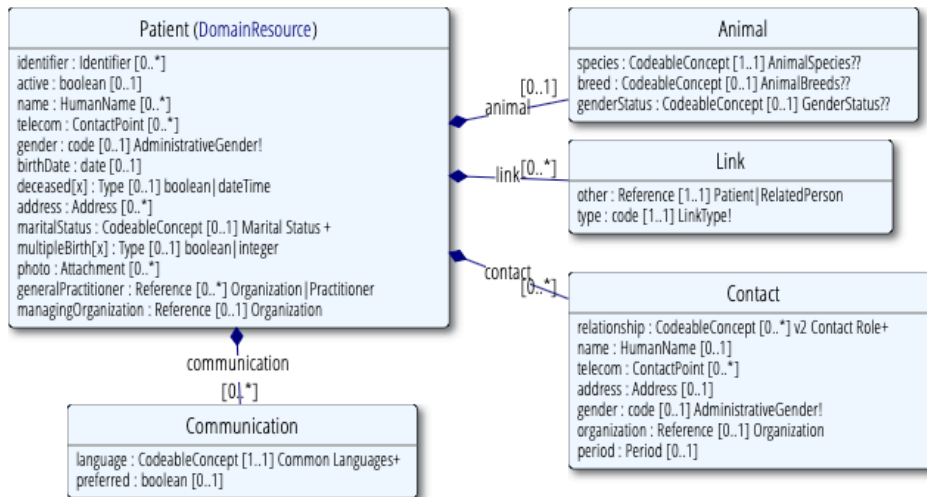 Patient (DomainResource)
identifier : Identifier [0..*]
active : boolean [0..1]
name : HumanName [0..*]
telecom : ContactPoint [0..*]
gender : code [0..1] AdministrativeGender!
birthDate : date [0..1]
deceased[x] : Type [0..1] boolean|dateTime
address : Address [0..*]
maritalStatus : CodeableConcept [0..1] Marital Status +
multipleBirth[x] : Type [0..1] boolean|integer
photo : Attachment [0..*]
generalPractitioner : Reference [0..*] Organization|Practitioner
managingOrganization : Reference [0..1] Organization
[0..1]
animal
Animal
species : CodeableConcept [1..1] AnimalSpecies??
breed : CodeableConcept [0..1] AnimalBreeds??
genderStatus : CodeableConcept [0..1] GenderStatus??
[0..*]
link
Link
other : Reference [1..1] Patient|RelatedPerson
type : code [1..1] LinkType!
contact
[0..*]
Contact
relationship : CodeableConcept [0..*] v2 Contact Role+
name : HumanName [0..1]
telecom : ContactPoint [0..*]
address : Address [0..1]
gender : code [0..1] AdministrativeGender!
organization : Reference [0..1] Organization
period : Period [0..1]
communication
[0..*]
Communication
language : CodeableConcept [1..1] Common Languages+
preferred : boolean [0..1]